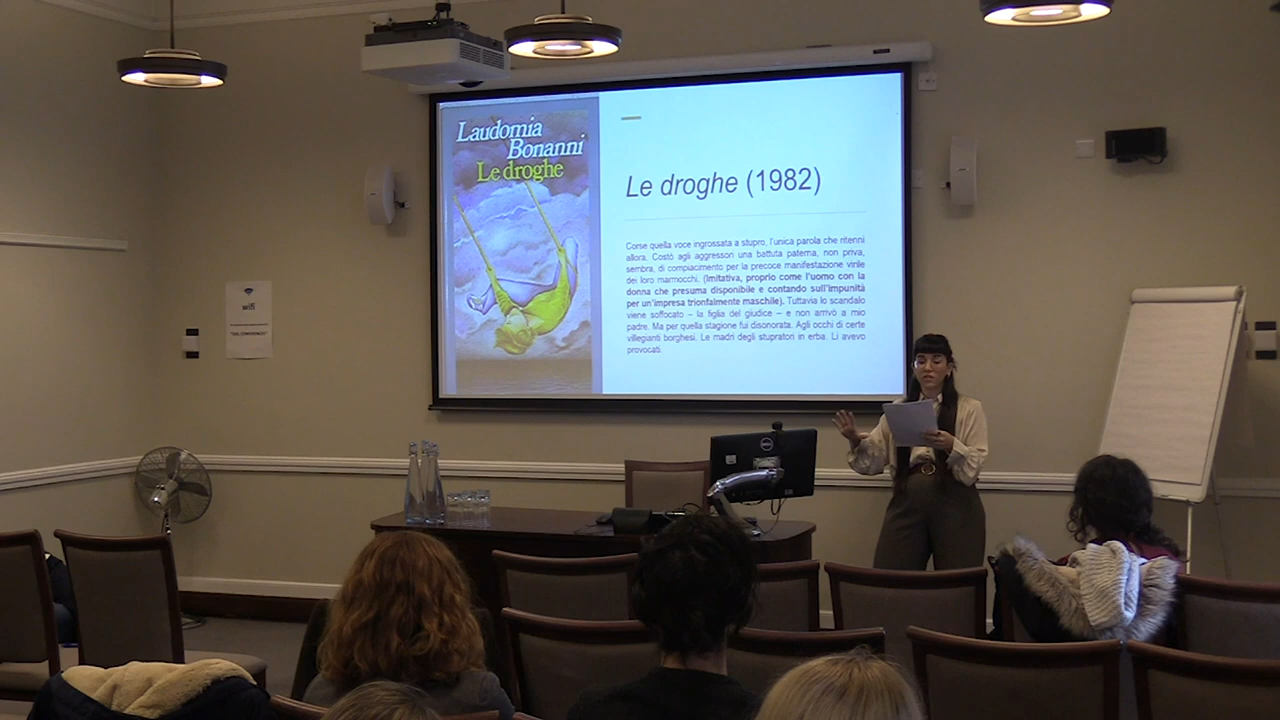 Laudomia
Bonanni
Le droghe
Le droghe (1982)
Corse quella voce ingrossata a stupro, l'unica parola che ritenni
allora. Costò agli aggressori una battuta paterna, non priva,
sembra, di compiacimento per la precoce manifestazione virile
dei loro marmocchi. (Imitativa, proprio come l'uomo con la
donna che presuma disponibile e contando sull'impunità
per un'impresa trionfalmente maschile). Tuttavia lo scandalo
viene soffocato – la figlia del giudice – e non arrivò a mio
padre. Ma per quella stagione fui disonorata. Agli occhi di certe
villegianti borghesi. Le madri degli stupratori in erba. Li avevo
provocati.
wifi
DELL